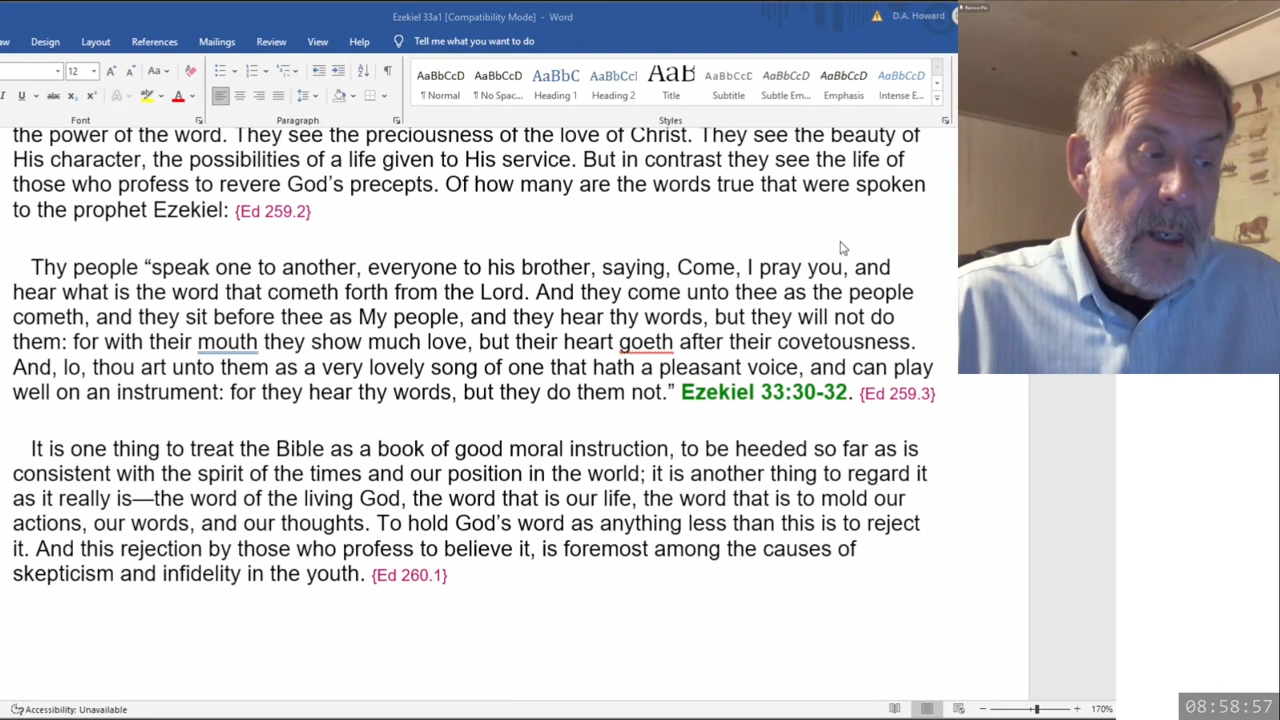 Ezekiel 33a1 [Compatibility Mode] - Word
D.A. Howard
aw Design Layout References Mailings Review View Help Tell me what you want to do
12 Aa
AaBbCcD AaBbCcD AaBbC AaBbCcl AaB AaBbCcD AaBbCcD AaBbCcD AaBbCcD
¶ Normal ¶ No Spac... Heading 1 Heading 2 Title Subtitle Subtle Em... Emphasis Intense E...
Font Paragraph Styles
the power of the word. They see the preciousness of the love of Christ. They see the beauty of
His character, the possibilities of a life given to His service. But in contrast they see the life of
those who profess to revere God’s precepts. Of how many are the words true that were spoken
to the prophet Ezekiel: {Ed 259.2}
Thy people “speak one to another, everyone to his brother, saying, Come, I pray you, and
hear what is the word that cometh forth from the Lord. And they come unto thee as the people
cometh, and they sit before thee as My people, and they hear thy words, but they will not do
them: for with their mouth they show much love, but their heart goeth after their covetousness.
And, lo, thou art unto them as a very lovely song of one that hath a pleasant voice, and can play
well on an instrument: for they hear thy words, but they do them not.” Ezekiel 33:30-32. {Ed 259.3}
It is one thing to treat the Bible as a book of good moral instruction, to be heeded so far as is
consistent with the spirit of the times and our position in the world; it is another thing to regard it
as it really is—the word of the living God, the word that is our life, the word that is to mold our
actions, our words, and our thoughts. To hold God’s word as anything less than this is to reject
it. And this rejection by those who profess to believe it, is foremost among the causes of
skepticism and infidelity in the youth. {Ed 260.1}
Accessibility: Unavailable
170%
08:58:57